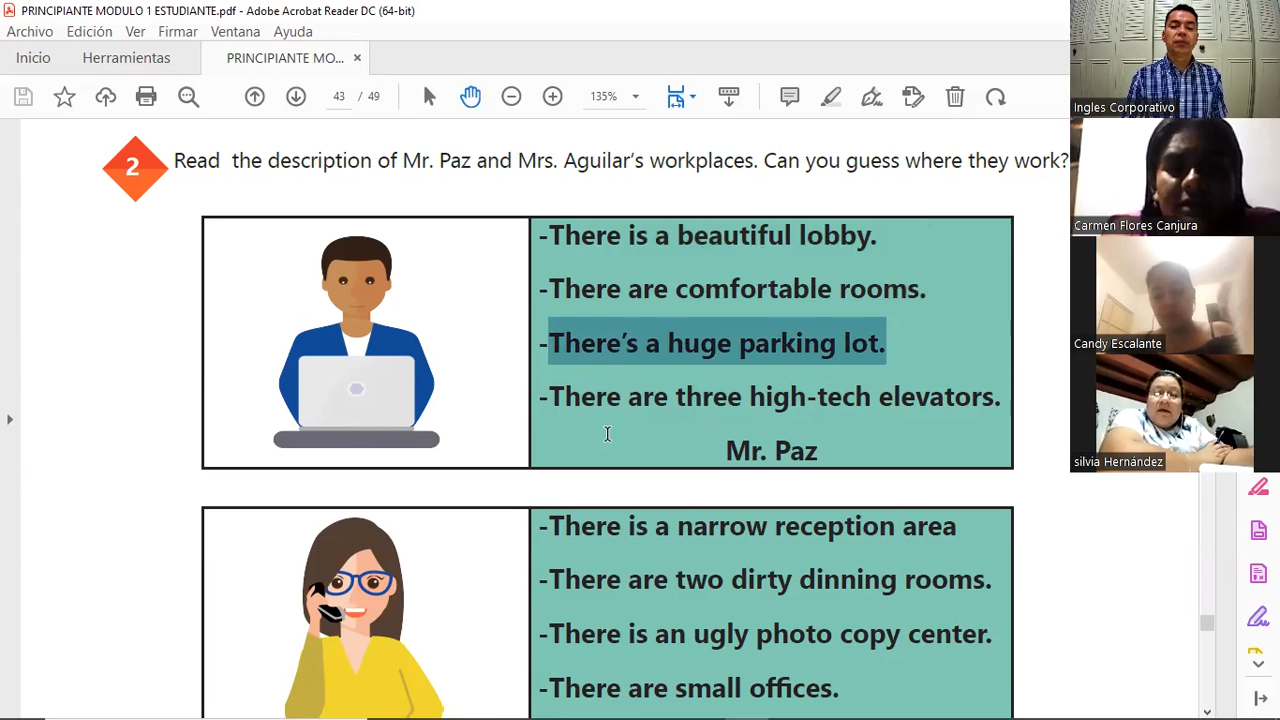 PRINCIPIANTE MODULO 1 ESTUDIANTE.pdf - Adobe Acrobat Reader DC (64-bit)
Archivo Edición Ver Firmar Ventana Ayuda
Inicio Herramientas PRINCIPIANTE MO... ×
43 / 49 135%
2 Read the description of Mr. Paz and Mrs. Aguilar's workplaces. Can you guess where they work?
-There is a beautiful lobby.
-There are comfortable rooms.
-There's a huge parking lot.
-There are three high-tech elevators.
Mr. Paz
-There is a narrow reception area
-There are two dirty dinning rooms.
-There is an ugly photo copy center.
-There are small offices.
Ingles Corporativo
Carmen Flores Canjura
Candy Escalante
silvia Hernández